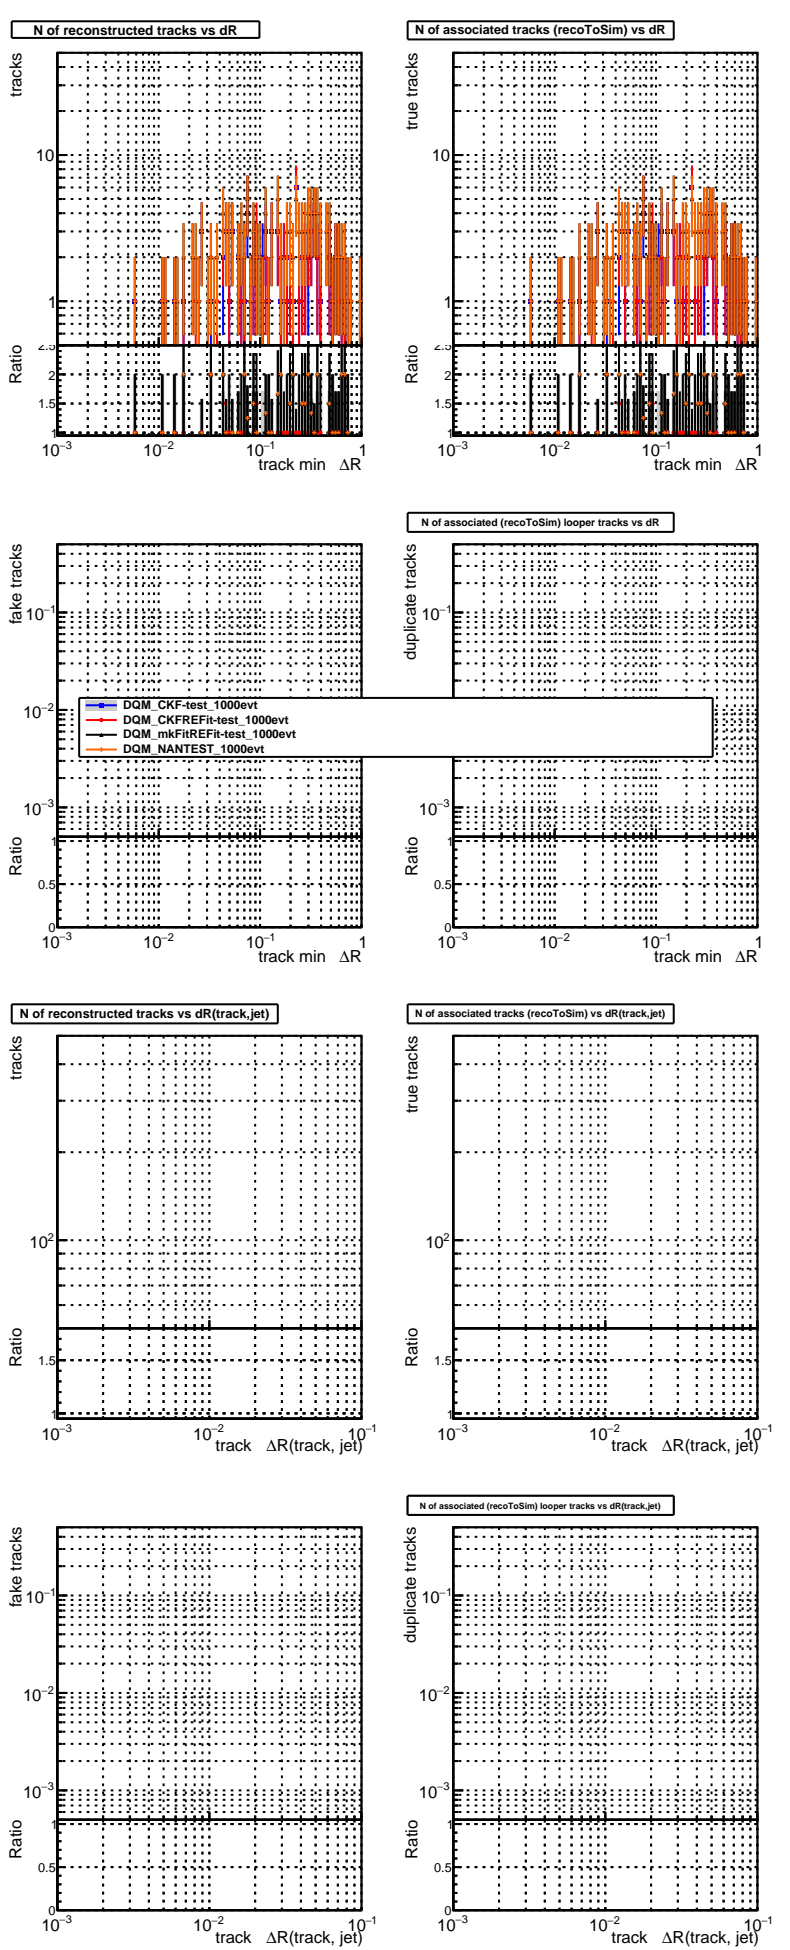 N of reconstructed tracks vs dR
N of associated tracks (recoToSim) vs dR
tracks
10
1
Ratio
2.5
2
1.5
1
10⁻³
10⁻²
10⁻¹
1
track min ΔR
true tracks
10
1
Ratio
2.5
2
1.5
1
10⁻³
10⁻²
10⁻¹
1
track min ΔR
N of associated (recoToSim) looper tracks vs dR
fake tracks
10⁻¹
10⁻²
10⁻³
Ratio
1
0.5
0
10⁻³
10⁻²
10⁻¹
1
track min ΔR
duplicate tracks
10⁻¹
10⁻³
Ratio
1
0.5
0
10⁻³
10⁻²
10⁻¹
1
track min ΔR
DQM_CKF-test_1000evt
DQM_CKFREFit-test_1000evt
DQM_mkFitREFit-test_1000evt
DQM_NANTEST_1000evt
N of reconstructed tracks vs dR(track,jet)
N of associated tracks (recoToSim) vs dR(track,jet)
tracks
10²
Ratio
1.5
1
10⁻³
10⁻²
10⁻¹
track ΔR(track, jet)
true tracks
10²
Ratio
1.5
1
10⁻³
10⁻²
10⁻¹
track ΔR(track, jet)
N of associated (recoToSim) looper tracks vs dR(track,jet)
fake tracks
10⁻¹
10⁻²
10⁻³
Ratio
1
0.5
0
10⁻³
10⁻²
10⁻¹
track ΔR(track, jet)
duplicate tracks
10⁻¹
10⁻²
10⁻³
Ratio
1
0.5
0
10⁻³
10⁻²
10⁻¹
track ΔR(track, jet)